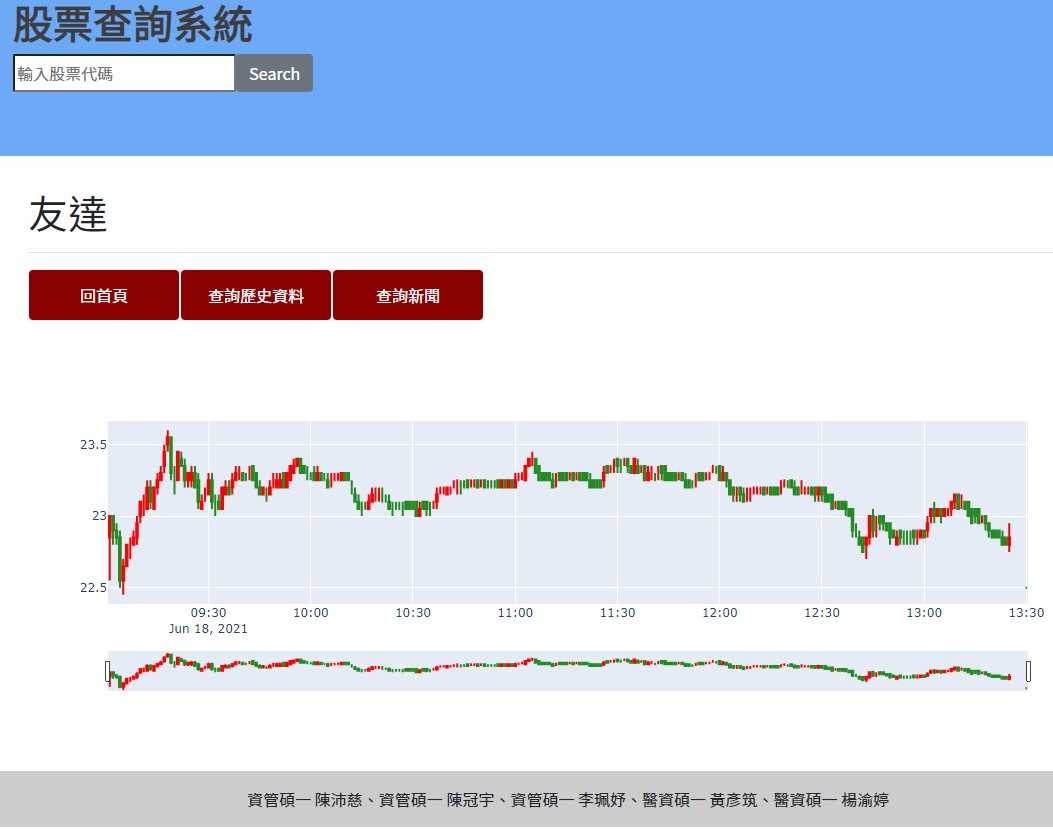 股票查詢系統
輸入股票代碼 Search
友達
回首頁 查詢歷史資料 查詢新聞
23.5
23
22.5
09:30 10:00 10:30 11:00 11:30 12:00 12:30 13:00 13:30
Jun 18, 2021
資管碩一 陳沛慈、資管碩一 陳冠宇、資管碩一 李珮妤、醫資碩一 黃彥筑、醫資碩一 楊渝婷